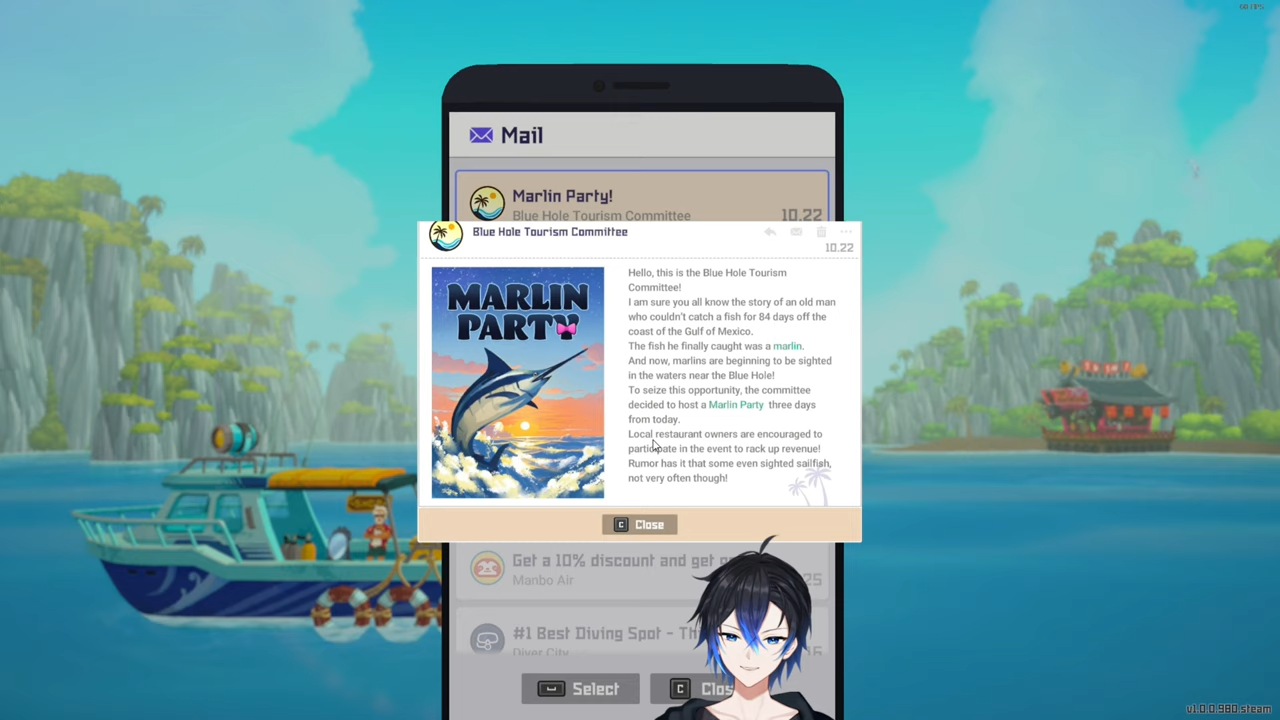 Mail
Marlin Party!
Blue Hole Tourism Committee
10.22
Blue Hole Tourism Committee
10.22
MARLIN
PARTY
Hello, this is the Blue Hole Tourism
Committee!
I am sure you all know the story of an old man
who couldn't catch a fish for 84 days off the
coast of the Gulf of Mexico.
The fish he finally caught was a marlin.
And now, marlins are beginning to be sighted
in the waters near the Blue Hole!
To seize this opportunity, the committee
decided to host a Marlin Party three days
from today.
Local restaurant owners are encouraged to
participate in the event to rack up revenue!
Rumor has it that some even sighted sailfish,
not very often though!
C Close
Get a 10% discount and get
Manbo Air
#1 Best Diving Spot - Th
Diver City
Select
C Clos
v1.0.0.980.steam